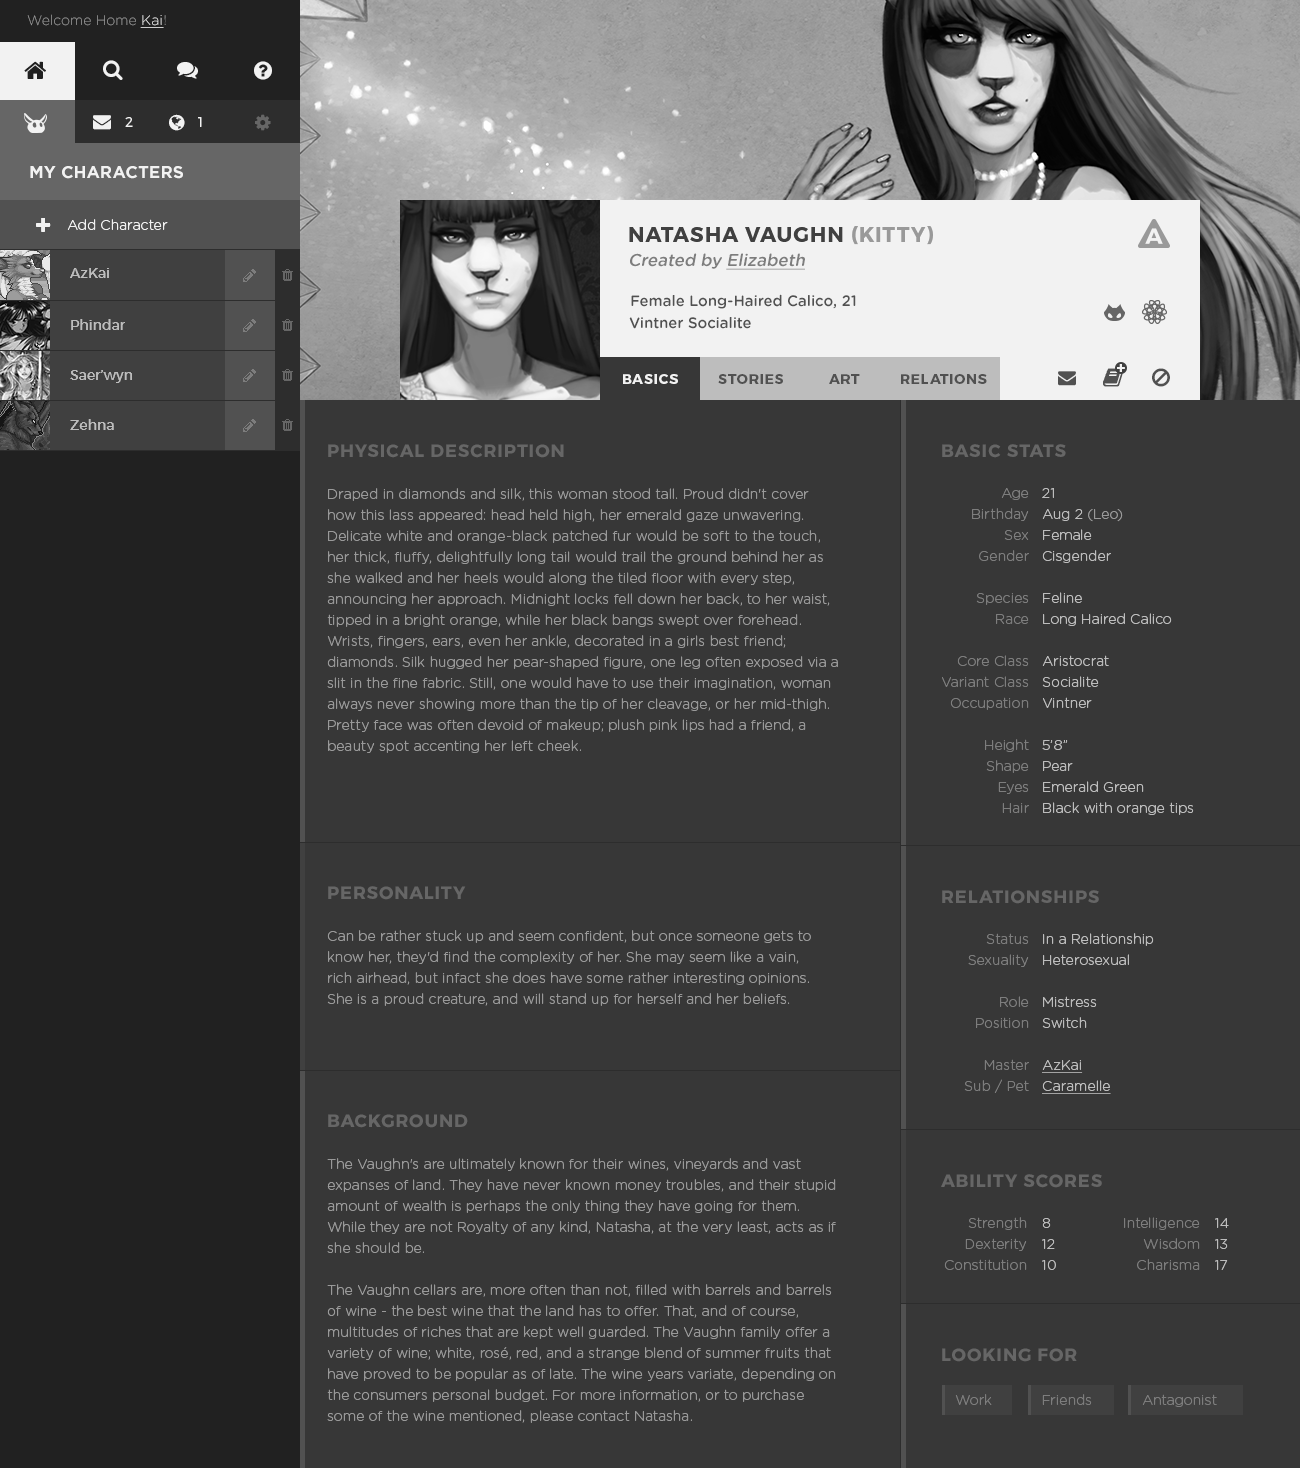 Welcome Home Kai!
2
1
MY CHARACTERS
Add Character
AzKai
Phindar
Saer'wyn
Zehna
NATASHA VAUGHN (KITTY)
Created by Elizabeth
Female Long-Haired Calico, 21
Vintner Socialite
A
BASICS
STORIES
ART
RELATIONS
PHYSICAL DESCRIPTION
Draped in diamonds and silk, this woman stood tall. Proud didn't cover
how this lass appeared: head held high, her emerald gaze unwavering.
Delicate white and orange-black patched fur would be soft to the touch,
her thick, fluffy, delightfully long tail would trail the ground behind her as
she walked and her heels would along the tiled floor with every step,
announcing her approach. Midnight locks fell down her back, to her waist,
tipped in a bright orange, while her black bangs swept over forehead.
Wrists, fingers, ears, even her ankle, decorated in a girls best friend;
diamonds. Silk hugged her pear-shaped figure, one leg often exposed via a
slit in the fine fabric. Still, one would have to use their imagination, woman
always never showing more than the tip of her cleavage, or her mid-thigh.
Pretty face was often devoid of makeup; plush pink lips had a friend, a
beauty spot accenting her left cheek.
PERSONALITY
Can be rather stuck up and seem confident, but once someone gets to
know her, they'd find the complexity of her. She may seem like a vain,
rich airhead, but infact she does have some rather interesting opinions.
She is a proud creature, and will stand up for herself and her beliefs.
BACKGROUND
The Vaughn's are ultimately known for their wines, vineyards and vast
expanses of land. They have never known money troubles, and their stupid
amount of wealth is perhaps the only thing they have going for them.
While they are not Royalty of any kind, Natasha, at the very least, acts as if
she should be.
The Vaughn cellars are, more often than not, filled with barrels and barrels
of wine - the best wine that the land has to offer. That, and of course,
multitudes of riches that are kept well guarded. The Vaughn family offer a
variety of wine; white, rosé, red, and a strange blend of summer fruits that
have proved to be popular as of late. The wine years variate, depending on
the consumers personal budget. For more information, or to purchase
some of the wine mentioned, please contact Natasha.
BASIC STATS
Age 21
Birthday Aug 2 (Leo)
Sex Female
Gender Cisgender
Species Feline
Race Long Haired Calico
Core Class Aristocrat
Variant Class Socialite
Occupation Vintner
Height 5'8"
Shape Pear
Eyes Emerald Green
Hair Black with orange tips
RELATIONSHIPS
Status In a Relationship
Sexuality Heterosexual
Role Mistress
Position Switch
Master AzKai
Sub / Pet Caramelle
ABILITY SCORES
Strength 8 Intelligence 14
Dexterity 12 Wisdom 13
Constitution 10 Charisma 17
LOOKING FOR
Work Friends Antagonist